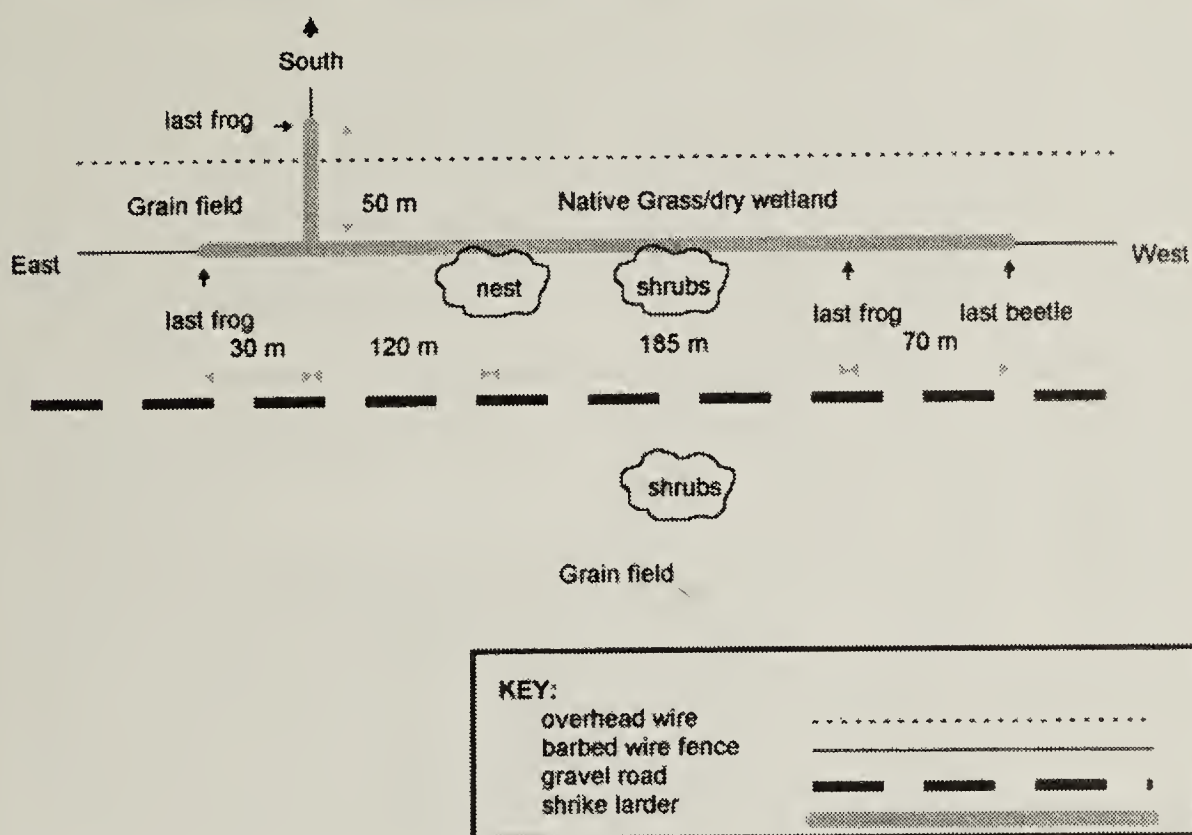 South
last frog
Grain field
50 m
Native Grass/dry wetland
East
West
nest
shrubs
last frog
last frog
last beetle
30 m
120 m
185 m
70 m
shrubs
Grain field
KEY:
overhead wire
barbed wire fence
gravel road
shrike larder